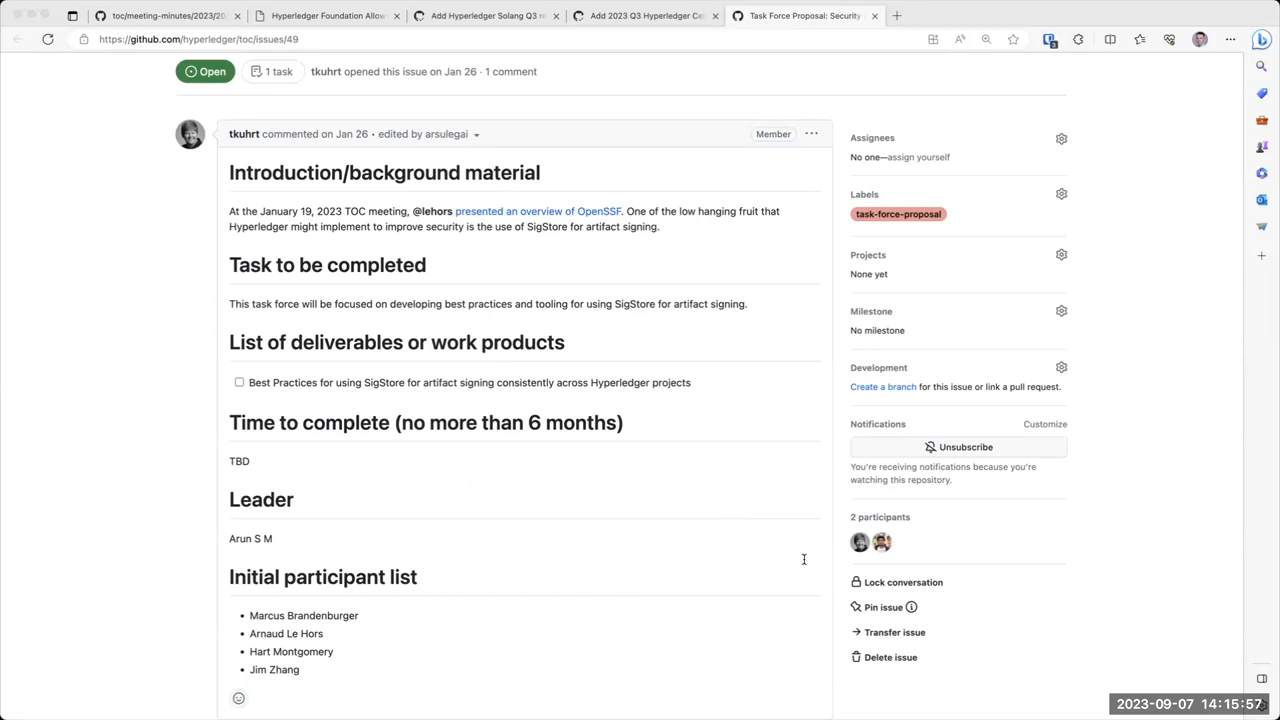 toc/meeting-minutes/2023/20
Hyperledger Foundation Allow
Add Hyperledger Solang Q3 re
Add 2023 Q3 Hyperledger Ce
Task Force Proposal: Security
https://github.com/hyperledger/toc/issues/49
Open
1 task
tkuhrt opened this issue on Jan 26 · 1 comment
tkuhrt commented on Jan 26 • edited by arsulegai
Member
Introduction/background material
At the January 19, 2023 TOC meeting, @lehors presented an overview of OpenSSF. One of the low hanging fruit that
Hyperledger might implement to improve security is the use of SigStore for artifact signing.
Task to be completed
This task force will be focused on developing best practices and tooling for using SigStore for artifact signing.
List of deliverables or work products
Best Practices for using SigStore for artifact signing consistently across Hyperledger projects
Time to complete (no more than 6 months)
TBD
Leader
Arun S M
Initial participant list
• Marcus Brandenburger
• Arnaud Le Hors
• Hart Montgomery
• Jim Zhang
Assignees
No one—assign yourself
Labels
task-force-proposal
Projects
None yet
Milestone
No milestone
Development
Create a branch for this issue or link a pull request.
Notifications
Customize
Unsubscribe
You're receiving notifications because you're
watching this repository.
2 participants
Lock conversation
Pin issue
Transfer issue
Delete issue
2023-09-07 14:15:57